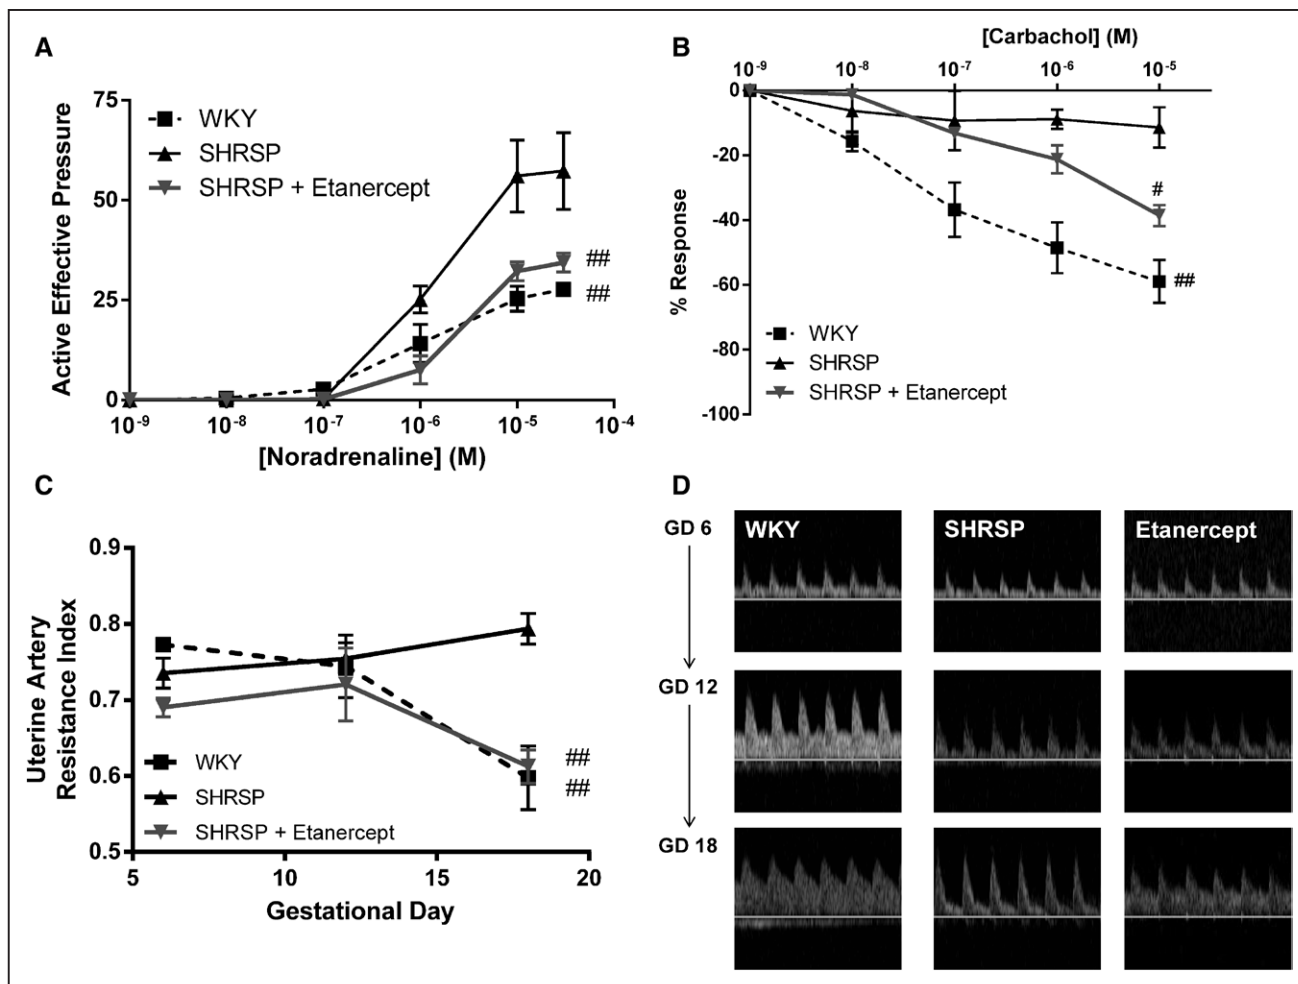 A
75
50
25
0
Active Effective Pressure
WKY
SHRSP
SHRSP + Etanercept
##
##
10-9 10-8 10-7 10-6 10-5 10-4
[Noradrenaline] (M)
B
[Carbachol] (M)
10-9 10-8 10-7 10-6 10-5
0
-20
-40
-60
-80
-100
% Response
#
##
WKY
SHRSP
SHRSP + Etanercept
C
0.9
0.8
0.7
0.6
0.5
Uterine Artery
Resistance Index
##
##
WKY
SHRSP
SHRSP + Etanercept
5 10 15 20
Gestational Day
D
GD 6 WKY SHRSP Etanercept
GD 12
GD 18